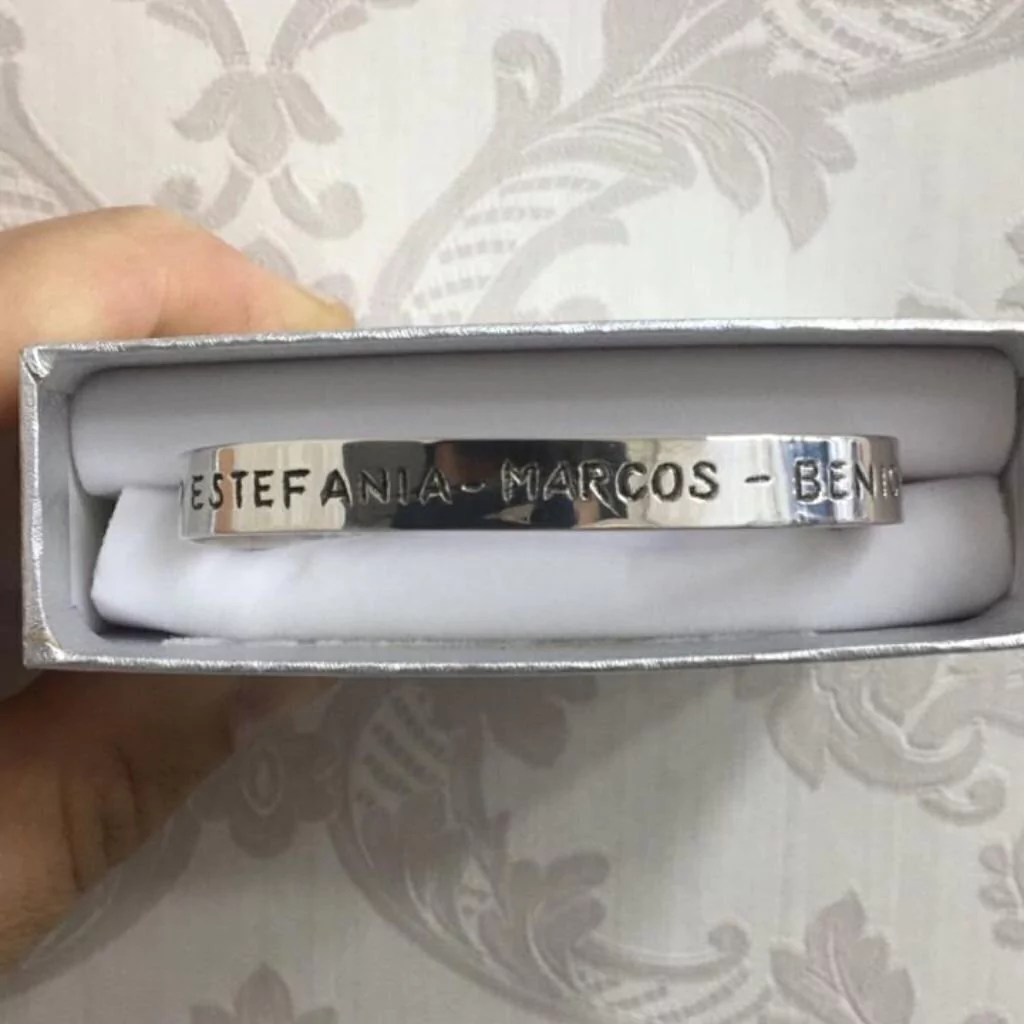 ESTEFANIA - MARCOS -